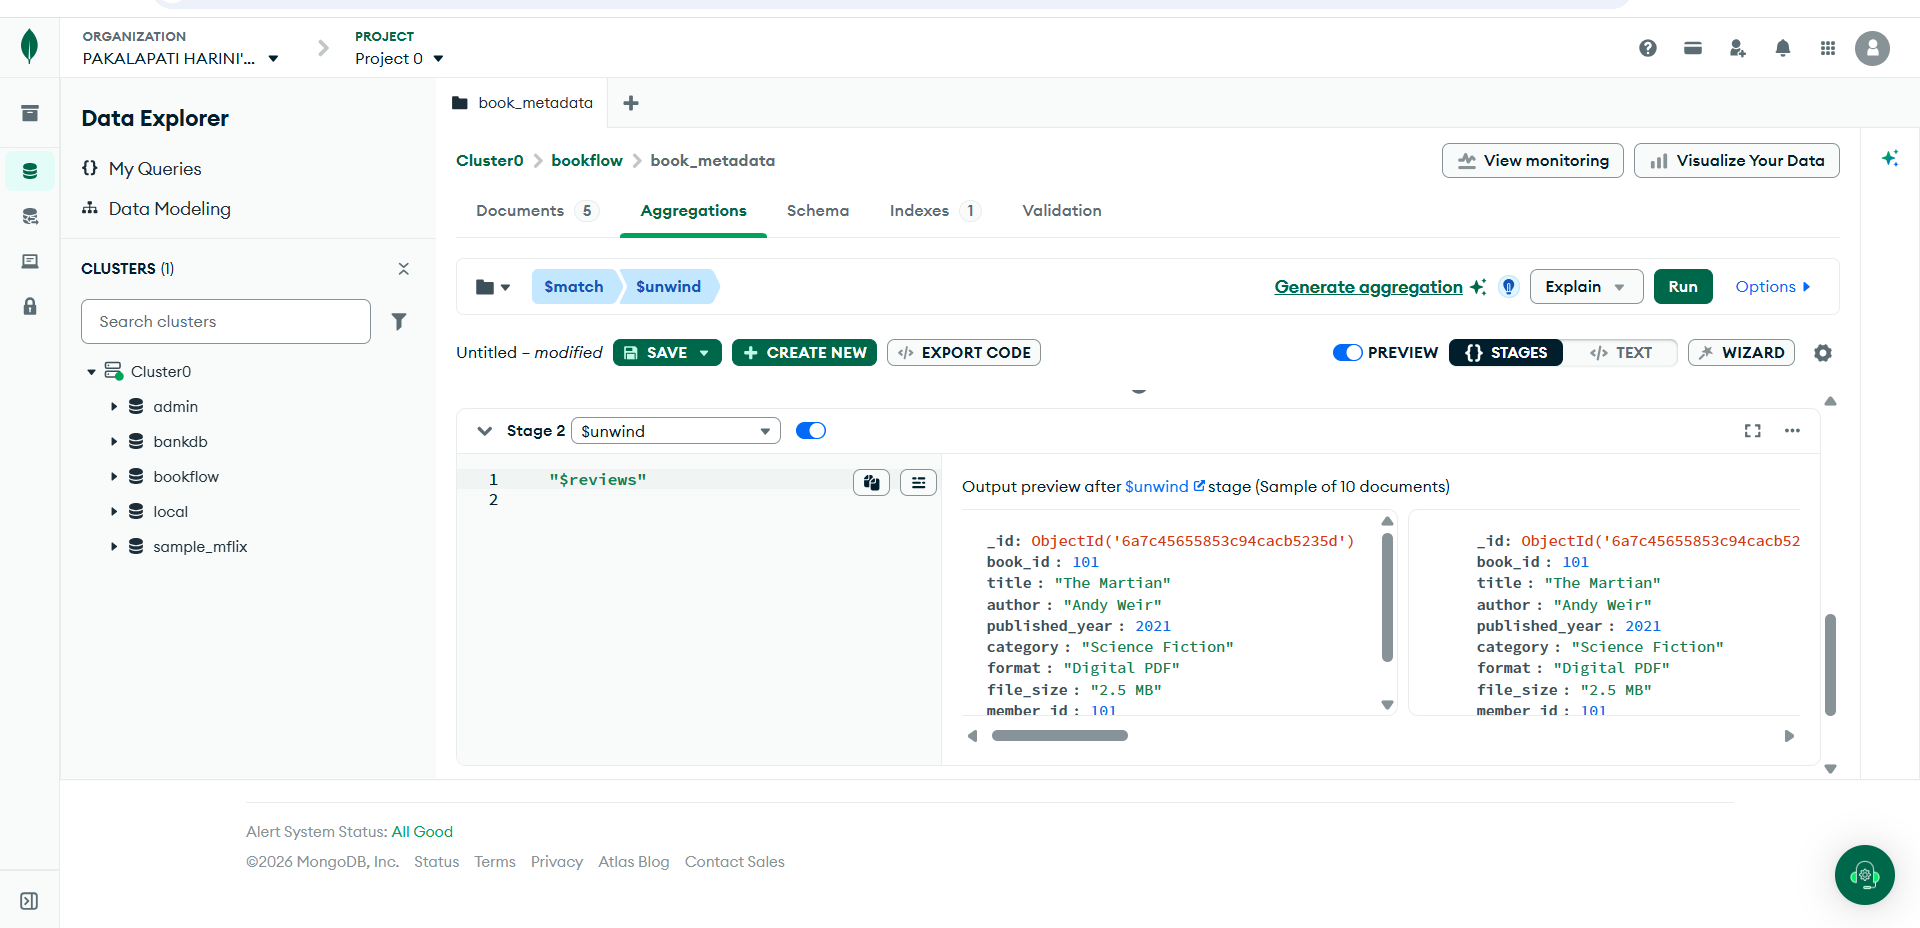 ORGANIZATION
PAKALAPATI HARINI'...
PROJECT
Project 0
Data Explorer
My Queries
Data Modeling
CLUSTERS (1)
Search clusters
Cluster0
admin
bankdb
bookflow
local
sample_mflix
book_metadata
Cluster0 bookflow book_metadata
View monitoring
Visualize Your Data
Documents 5 Aggregations Schema Indexes 1 Validation
$match $unwind
Generate aggregation
Explain
Run
Options
Untitled – modified
SAVE
CREATE NEW
EXPORT CODE
PREVIEW
{} STAGES
</> TEXT
WIZARD
Stage 2 $unwind
1 "$reviews"
2
Output preview after $unwind stage (Sample of 10 documents)
_id: ObjectId('6a7c45655853c94cacb5235d')
book_id : 101
title : "The Martian"
author : "Andy Weir"
published_year : 2021
category : "Science Fiction"
format : "Digital PDF"
file_size : "2.5 MB"
member_id : 101
_id: ObjectId('6a7c45655853c94cacb52
book_id : 101
title : "The Martian"
author : "Andy Weir"
published_year : 2021
category : "Science Fiction"
format : "Digital PDF"
file_size : "2.5 MB"
member_id : 101
Alert System Status: All Good
©2026 MongoDB, Inc. Status Terms Privacy Atlas Blog Contact Sales